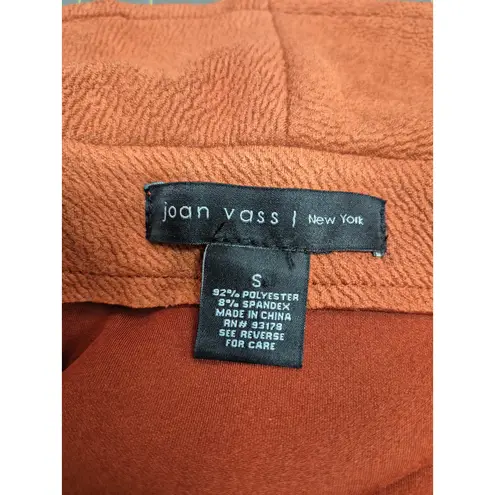 joan vass | New York
S
92% POLYESTER
8% SPANDEX
MADE IN CHINA
RN# 93178
SEE REVERSE
FOR CARE